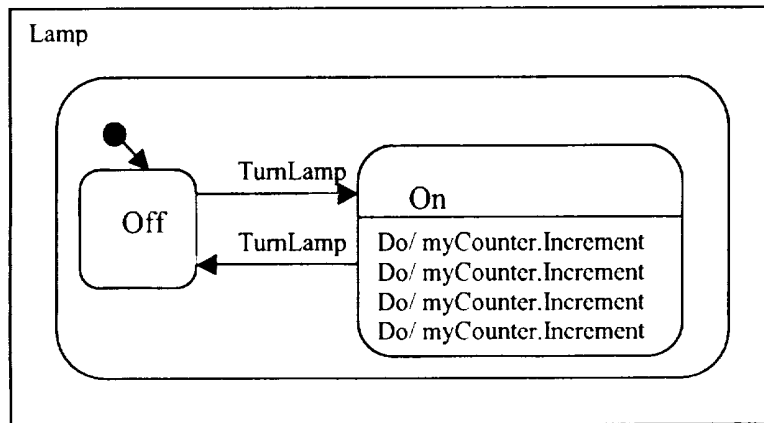 Lamp
TurnLamp
Off
On
TurnLamp
Do/ myCounter.Increment
Do/ myCounter.Increment
Do/ myCounter.Increment
Do/ myCounter.Increment